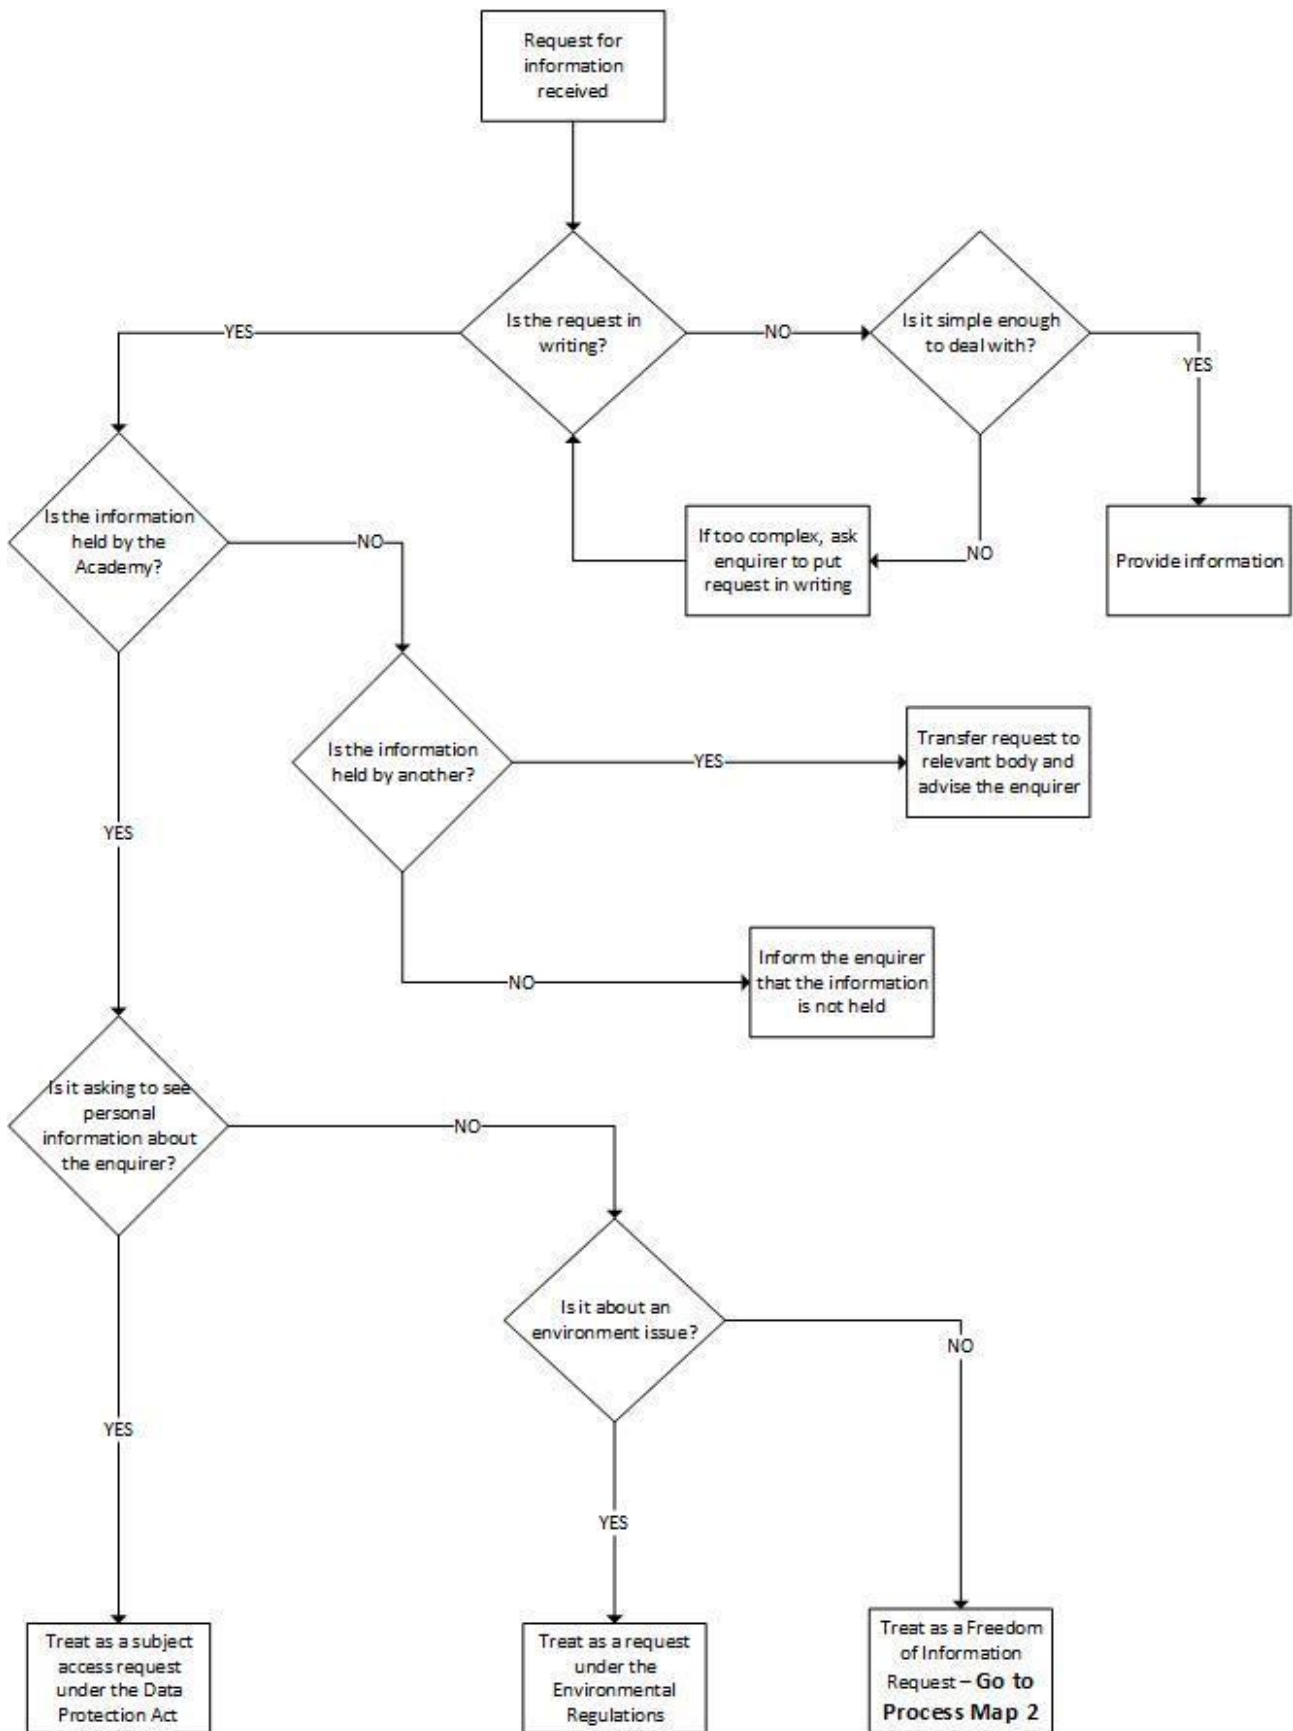 Request for
information
received
Is the request in
writing?
NO
Is it simple enough
to deal with?
YES
YES
Is the information
held by the
Academy?
NO
If too complex, ask
enquirer to put
request in writing
NO
Provide information
Is the information
held by another?
YES
Transfer request to
relevant body and
advise the enquirer
YES
NO
Inform the enquirer
that the information
is not held
Is it asking to see
personal
information about
the enquirer?
NO
Is it about an
environment issue?
NO
YES
YES
Treat as a subject
access request
under the Data
Protection Act
Treat as a request
under the
Environmental
Regulations
Treat as a Freedom
of Information
Request – Go to
Process Map 2